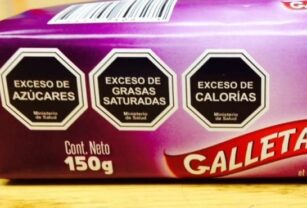 EXCESO DE
AZÚCARES
Ministerio
de Salud
EXCESO DE
GRASAS
SATURADAS
Ministerio
de Salud
EXCESO DE
CALORÍAS
Ministerio
de Salud
Cont. Neto
150g
GALLETA
el